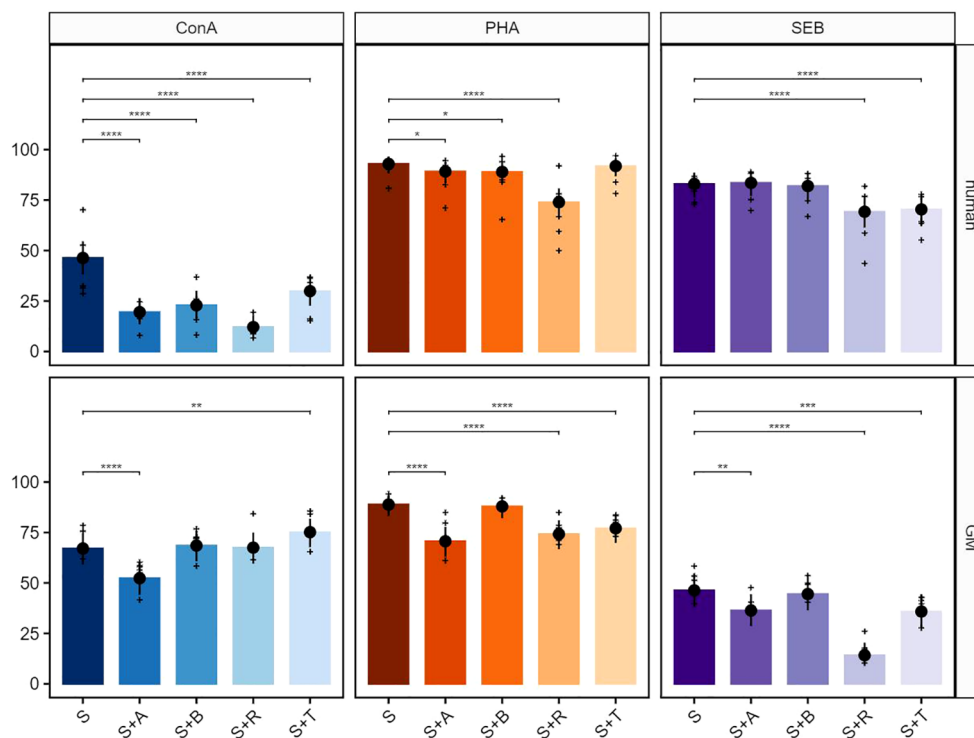 ConA PHA SEB
**** **** ****
**** * ****
**** *
****
100
75
50
25
0
human
** **** ***
**** ****
**** **** **
100
75
50
25
0
S S+A S+B S+R S+T S S+A S+B S+R S+T S S+A S+B S+R S+T